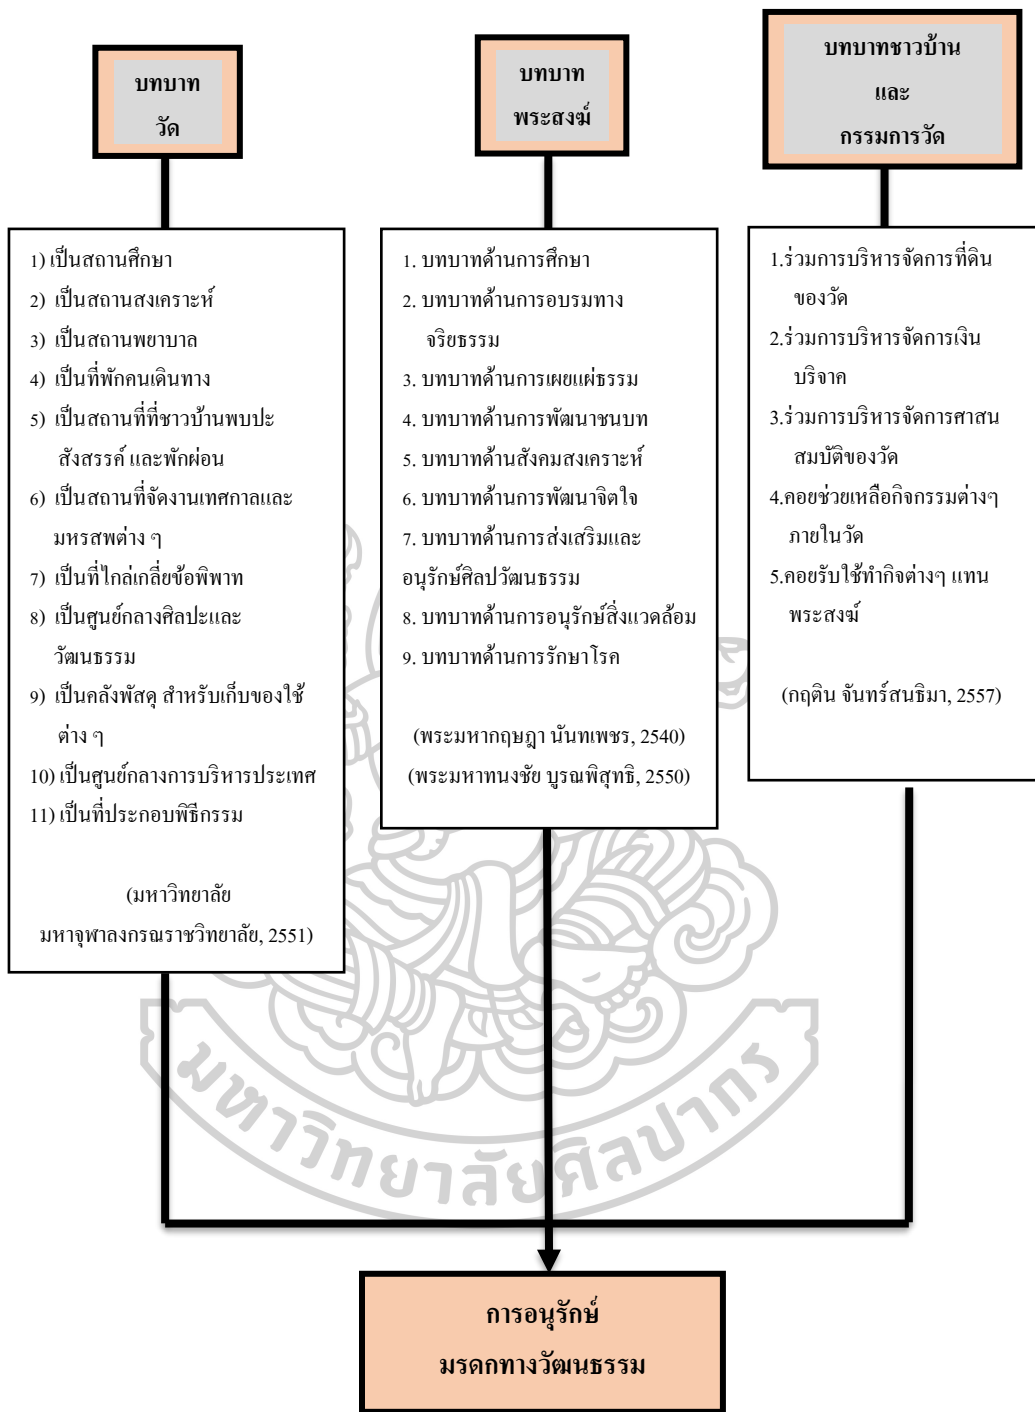 บทบาท
วัด
1) เป็นสถานศึกษา
2) เป็นสถานสงเคราะห์
3) เป็นสถานพยาบาล
4) เป็นที่พักคนเดินทาง
5) เป็นสถานที่ที่ชาวบ้านพบปะ
สังสรรค์ และพักผ่อน
6) เป็นสถานที่จัดงานเทศกาลและ
มหรสพต่าง ๆ
7) เป็นที่ไกล่เกลี่ยข้อพิพาท
8) เป็นศูนย์กลางศิลปะและ
วัฒนธรรม
9) เป็นคลังพัสดุ สำหรับเก็บของใช้
ต่าง ๆ
10) เป็นศูนย์กลางการบริหารประเทศ
11) เป็นที่ประกอบพิธีกรรม
(มหาวิทยาลัย
มหาจุฬาลงกรณราชวิทยาลัย, 2551)
บทบาท
พระสงฆ์
1. บทบาทด้านการศึกษา
2. บทบาทด้านการอบรมทาง
จริยธรรม
3. บทบาทด้านการเผยแผ่ธรรม
4. บทบาทด้านการพัฒนาชนบท
5. บทบาทด้านสังคมสงเคราะห์
6. บทบาทด้านการพัฒนาจิตใจ
7. บทบาทด้านการส่งเสริมและ
อนุรักษ์ศิลปวัฒนธรรม
8. บทบาทด้านการอนุรักษ์สิ่งแวดล้อม
9. บทบาทด้านการรักษาโรค
(พระมหากฤษฎา นันทเพชร, 2540)
(พระมหาทนงชัย บูรณพิสุทธิ, 2550)
บทบาทชาวบ้าน
และ
กรรมการวัด
1.ร่วมการบริหารจัดการที่ดิน
ของวัด
2.ร่วมการบริหารจัดการเงิน
บริจาค
3.ร่วมการบริหารจัดการศาสน
สมบัติของวัด
4.คอยช่วยเหลือกิจกรรมต่างๆ
ภายในวัด
5.คอยรับใช้ทำกิจต่างๆ แทน
พระสงฆ์
(กฤติน จันทร์สนธิมา, 2557)
มหาวิทยาลัยศิลปากร
การอนุรักษ์
มรดกทางวัฒนธรรม